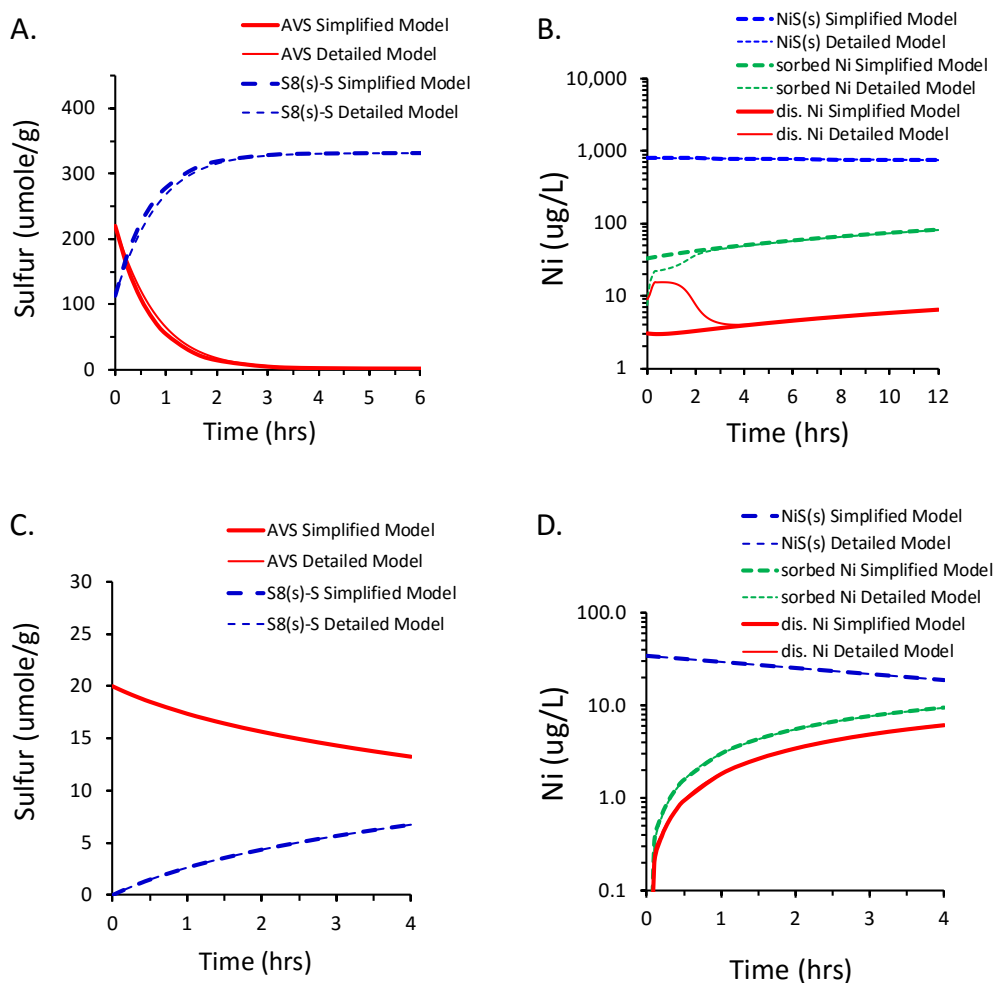 A.
AVS Simplified Model
AVS Detailed Model
S8(s)-S Simplified Model
S8(s)-S Detailed Model
400
300
200
100
0
Sulfur (umole/g)
0 1 2 3 4 5 6
Time (hrs)
B.
NiS(s) Simplified Model
NiS(s) Detailed Model
sorbed Ni Simplified Model
sorbed Ni Detailed Model
dis. Ni Simplified Model
dis. Ni Detailed Model
10,000
1,000
100
10
1
Ni (ug/L)
0 2 4 6 8 10 12
Time (hrs)
C.
AVS Simplified Model
AVS Detailed Model
S8(s)-S Simplified Model
S8(s)-S Detailed Model
30
25
20
15
10
5
0
Sulfur (umole/g)
0 1 2 3 4
Time (hrs)
D.
NiS(s) Simplified Model
NiS(s) Detailed Model
sorbed Ni Simplified Model
sorbed Ni Detailed Model
dis. Ni Simplified Model
dis. Ni Detailed Model
100.0
10.0
1.0
0.1
Ni (ug/L)
0 1 2 3 4
Time (hrs)